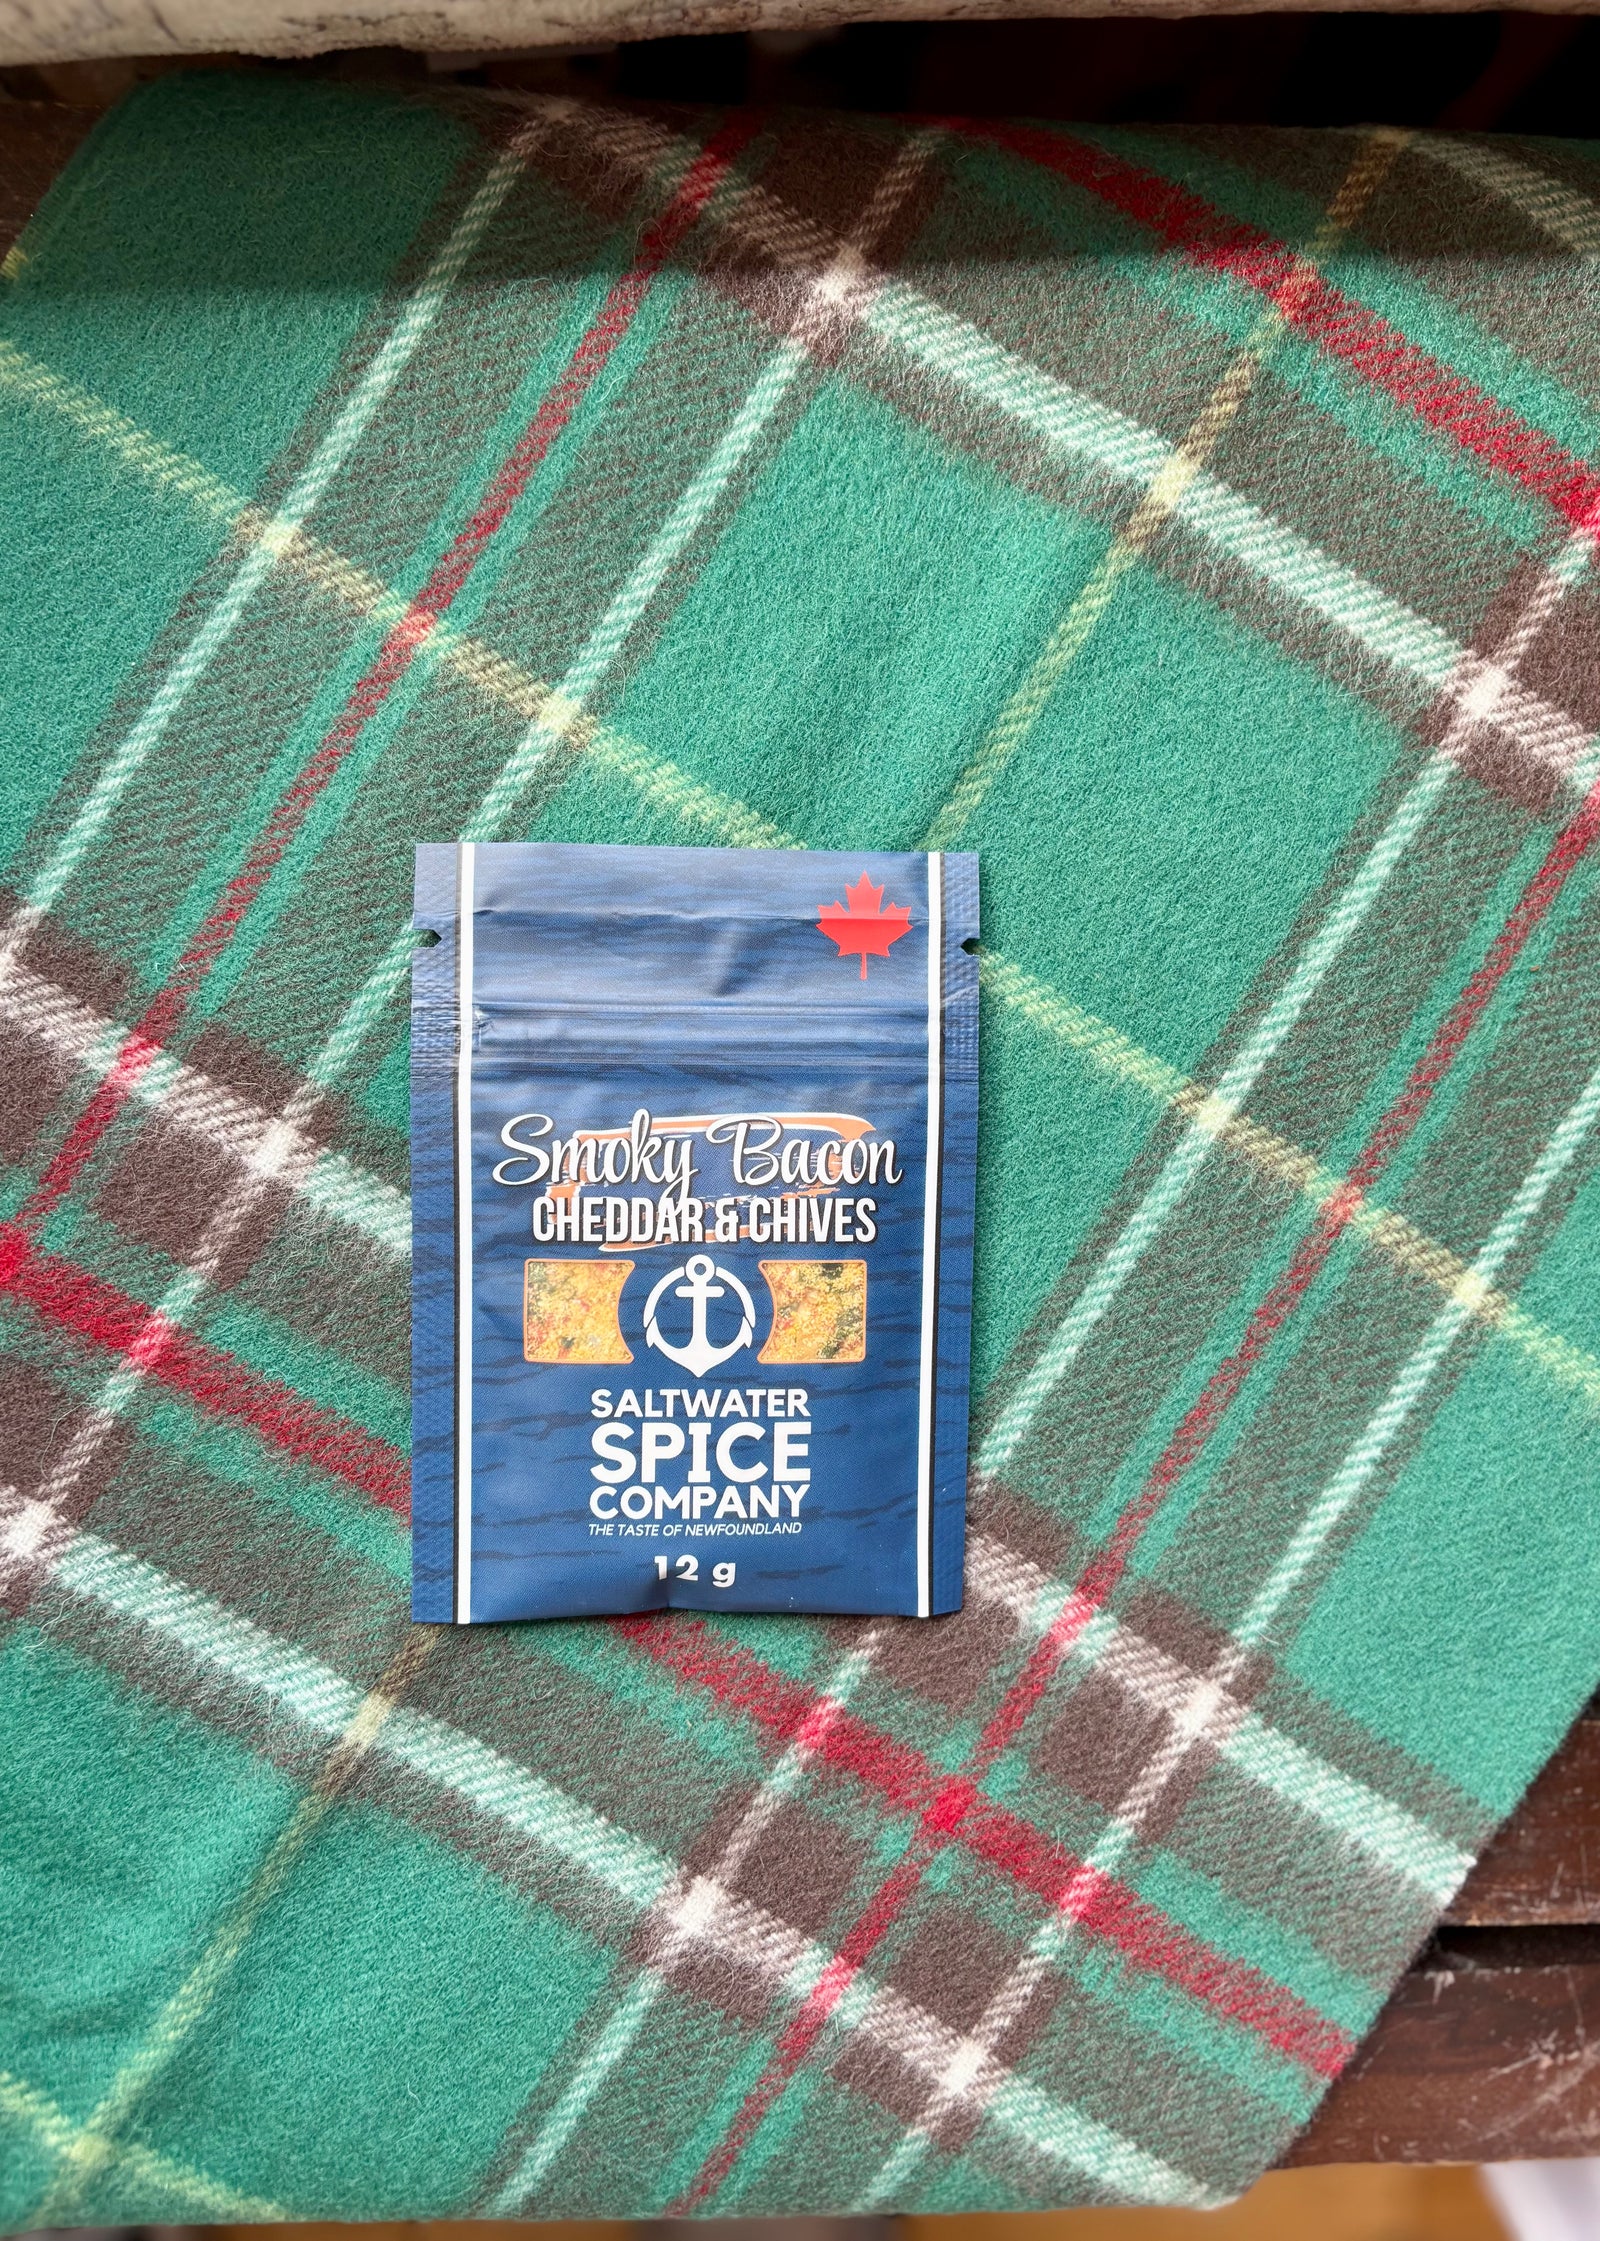 Smoky Bacon
CHEDDAR & CHIVES
SALTWATER
SPICE
COMPANY
THE TASTE OF NEWFOUNDLAND
12 g